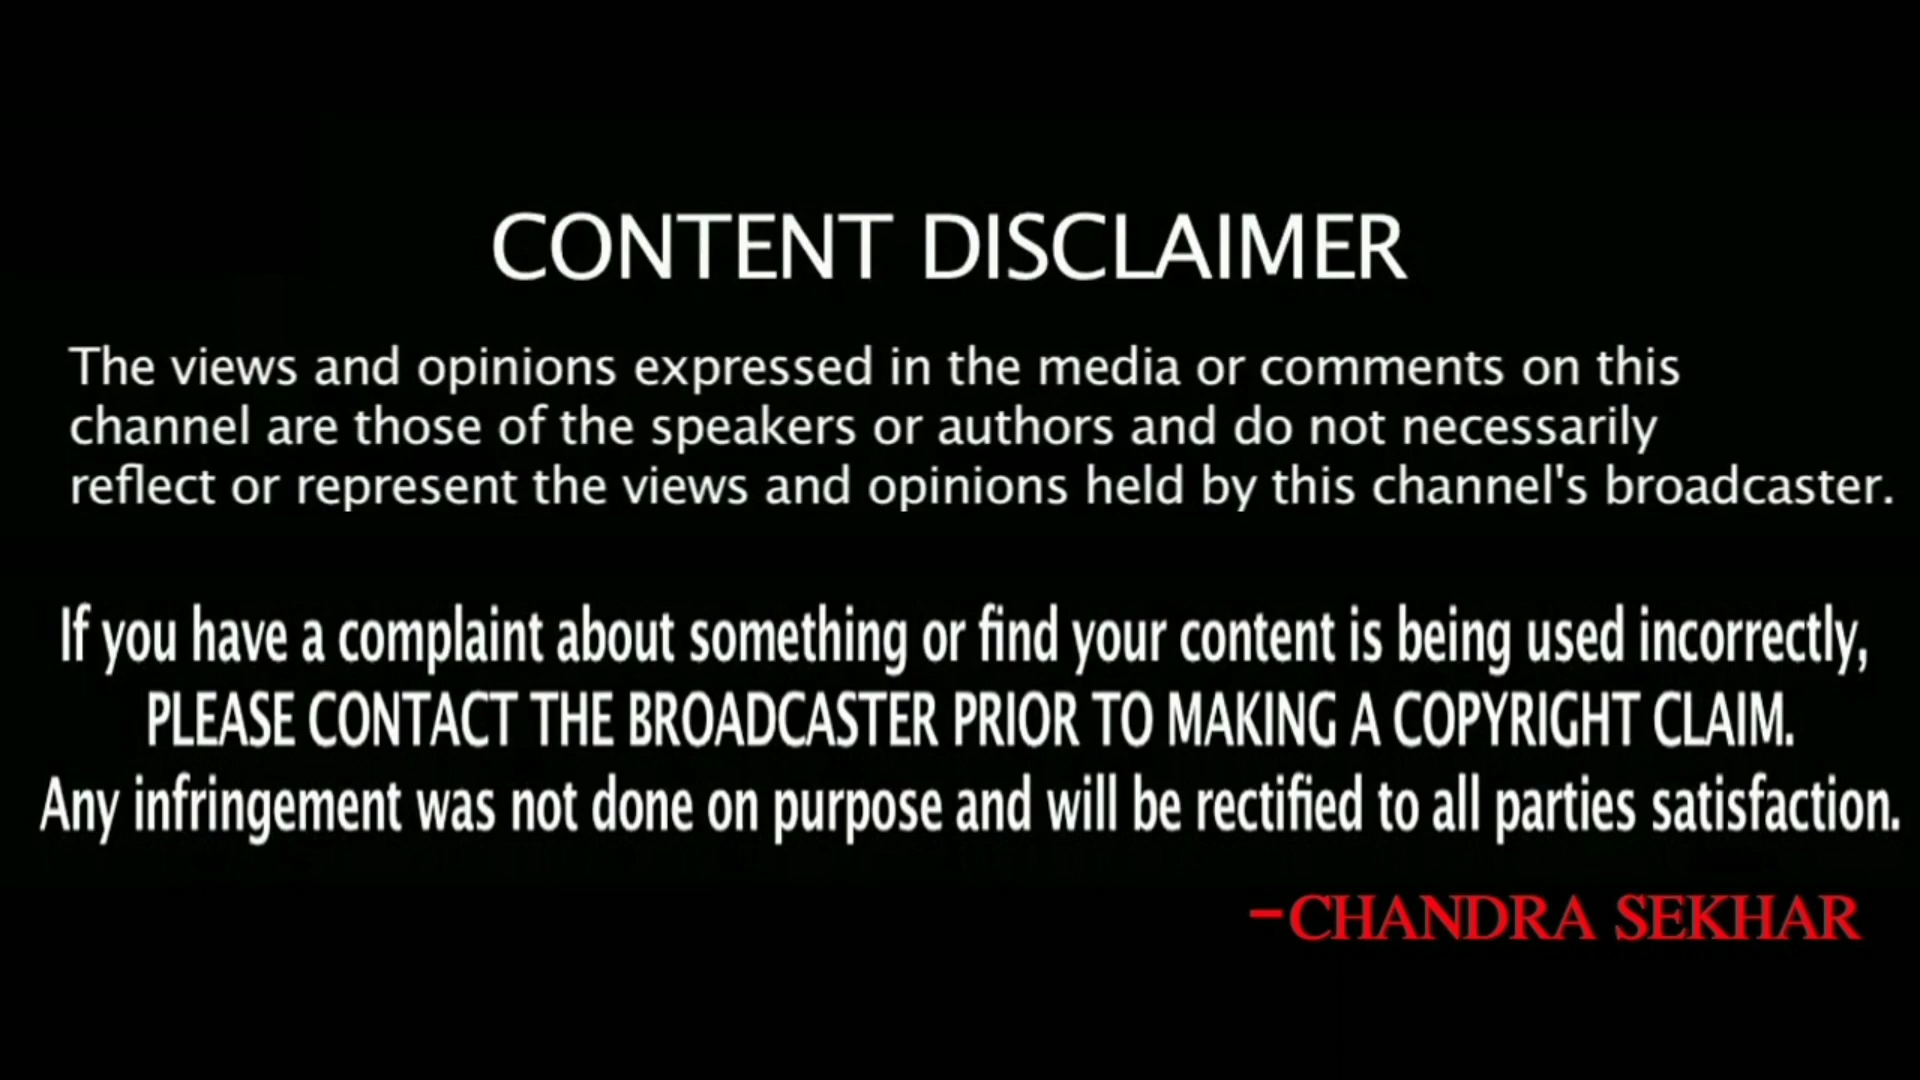 CONTENT DISCLAIMER
The views and opinions expressed in the media or comments on this
channel are those of the speakers or authors and do not necessarily
reflect or represent the views and opinions held by this channel's broadcaster.
If you have a complaint about something or find your content is being used incorrectly,
PLEASE CONTACT THE BROADCASTER PRIOR TO MAKING A COPYRIGHT CLAIM.
Any infringement was not done on purpose and will be rectified to all parties satisfaction.
-CHANDRA SEKHAR